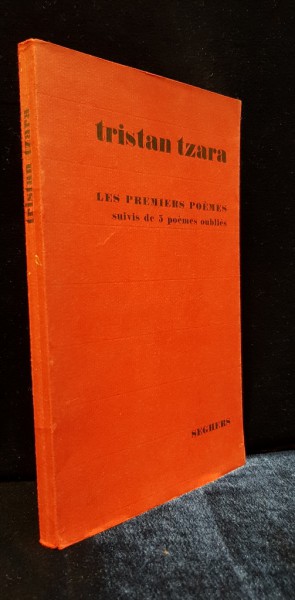 tristan tzara
tristan tzara
LES PREMIERS POÈMES
suivis de 5 poèmes oubliés
SEGHERS